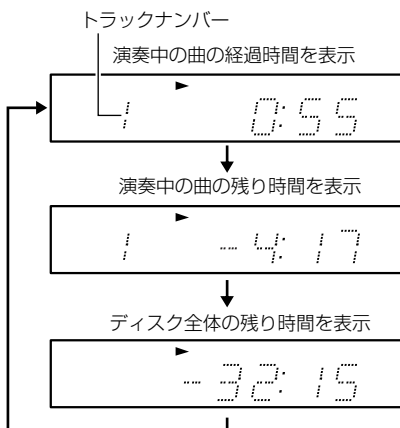 トラックナンバー
演奏中の曲の経過時間を表示
1 0:55
演奏中の曲の残り時間を表示
1 -4:17
ディスク全体の残り時間を表示
-32:15